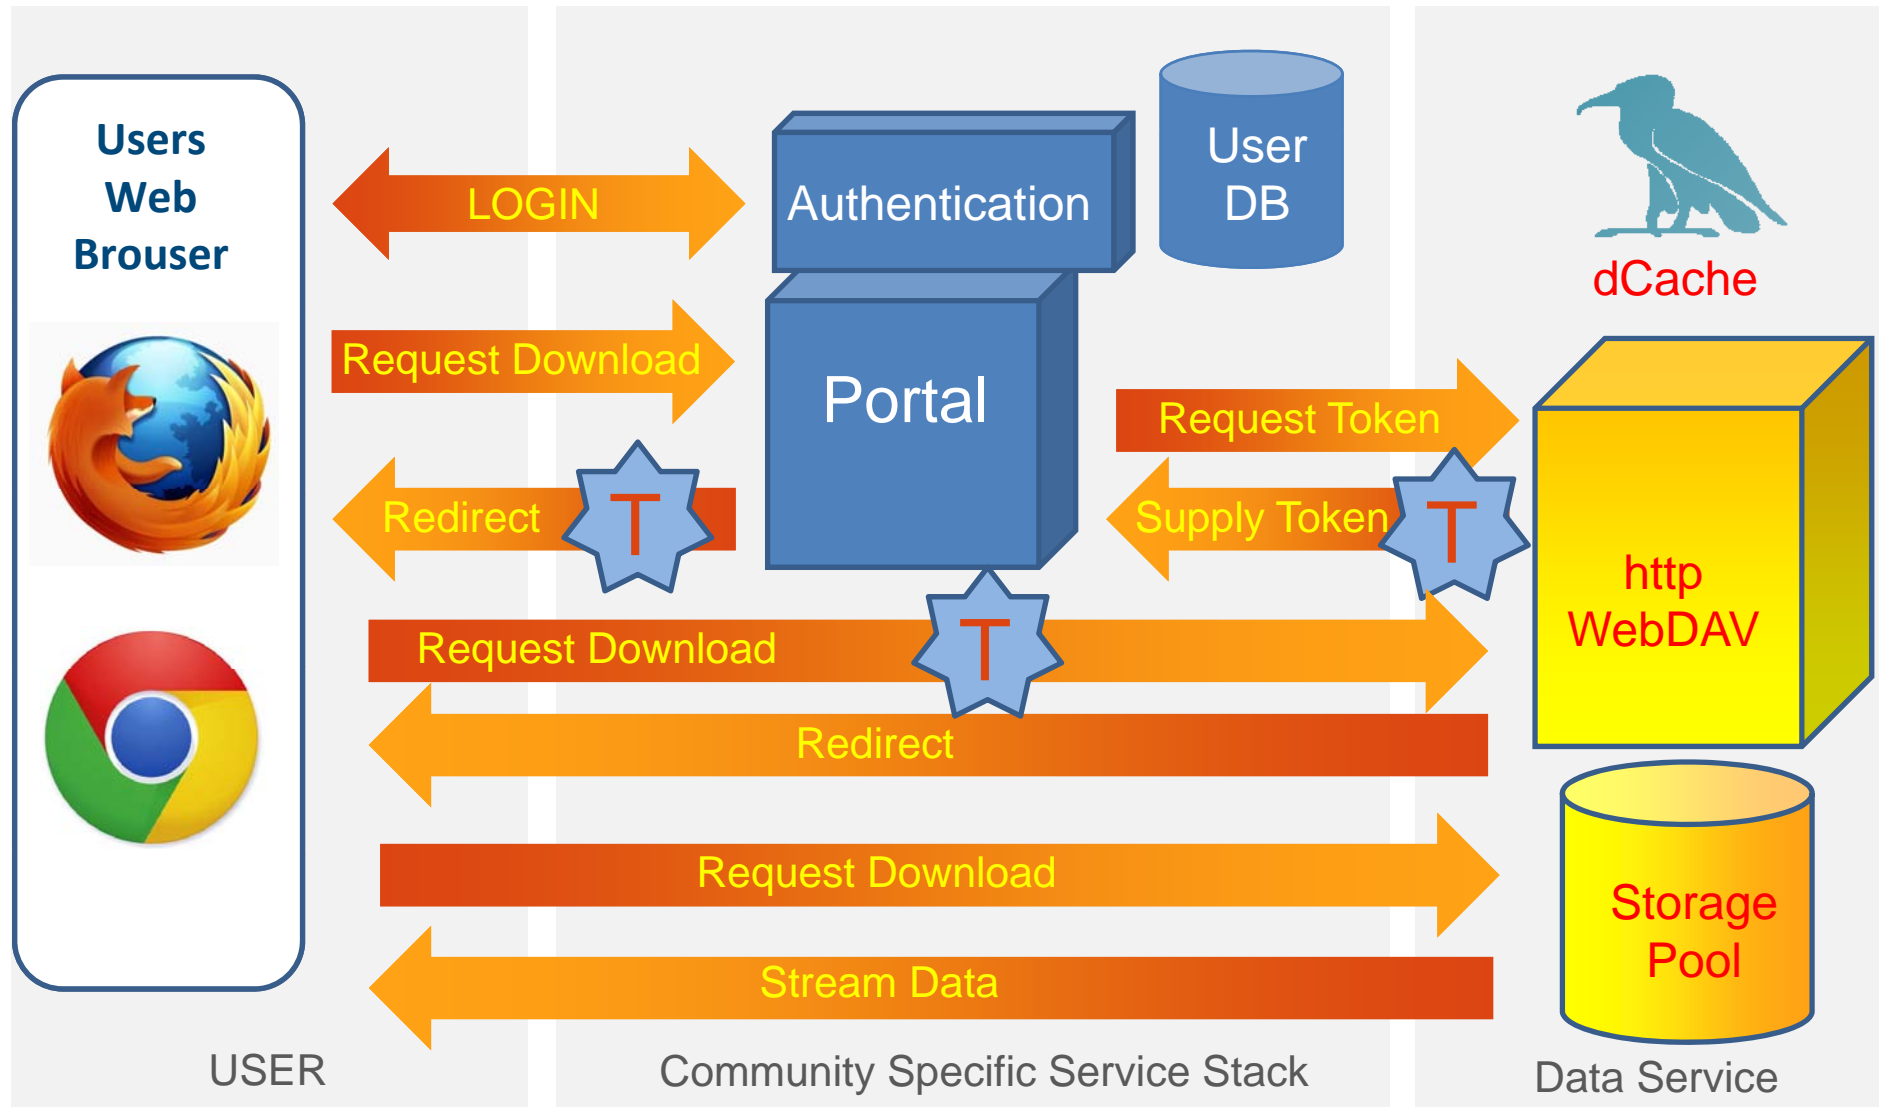 Users
Web
Brouser
LOGIN
Authentication
User
DB
dCache
Request Download
Portal
Request Token
Redirect
T
Supply Token
T
http
WebDAV
Request Download
T
Redirect
Request Download
Storage
Pool
Stream Data
USER
Community Specific Service Stack
Data Service